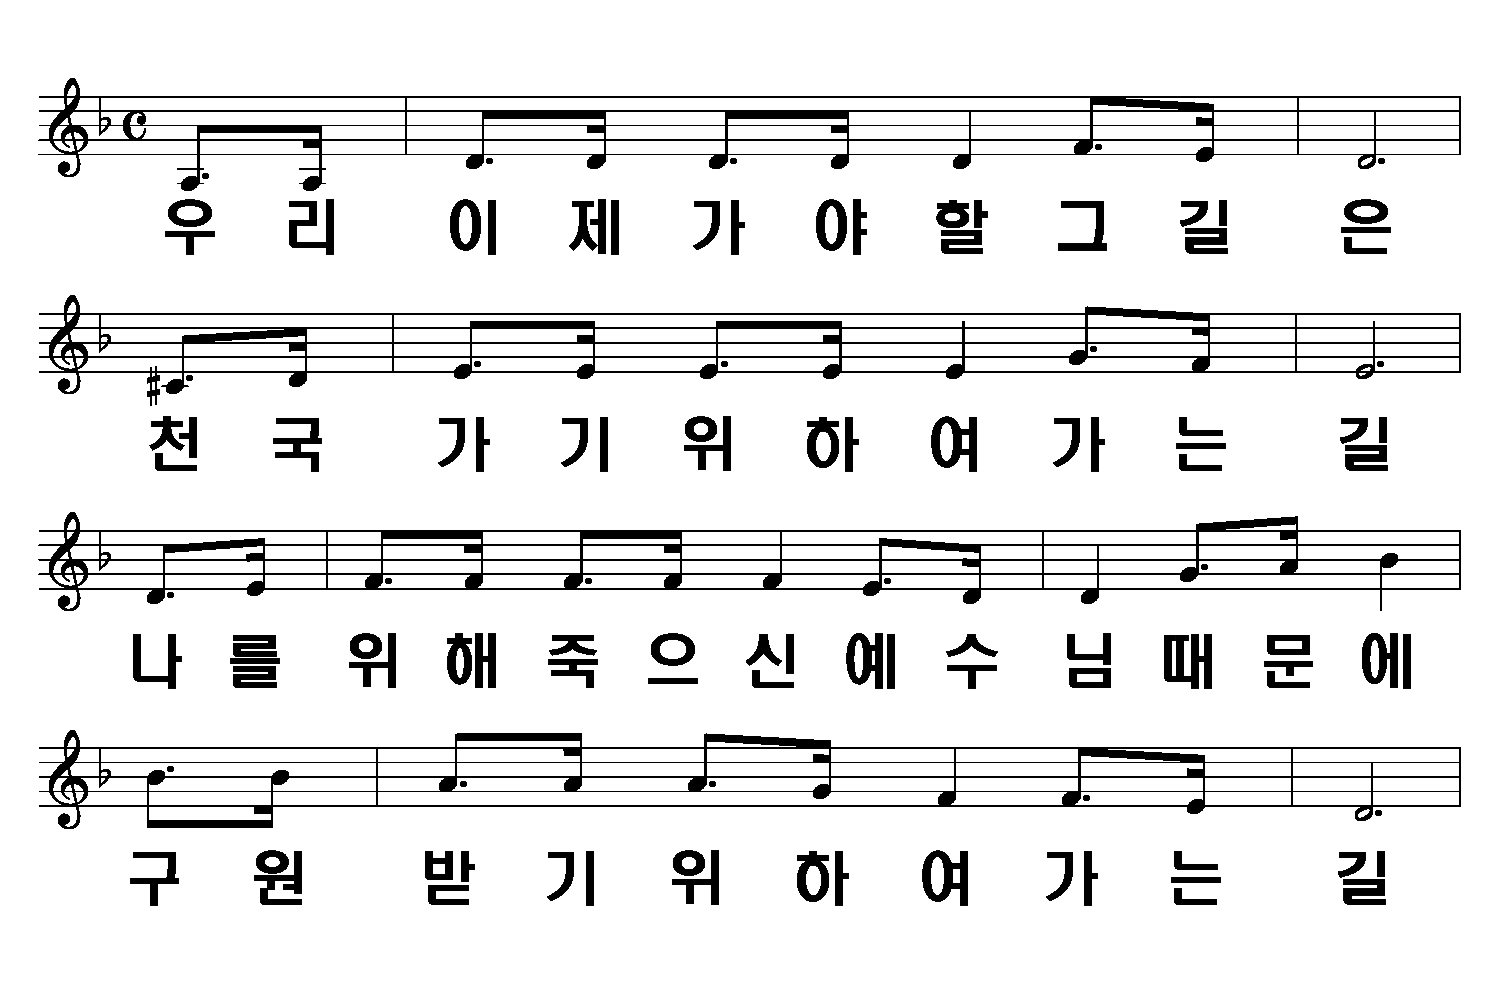 우리 이제 가야할 그길은
천국 가기위하여 가는 길
나를 위해죽으신예수 님때문에
구원 받기위하여가는 길